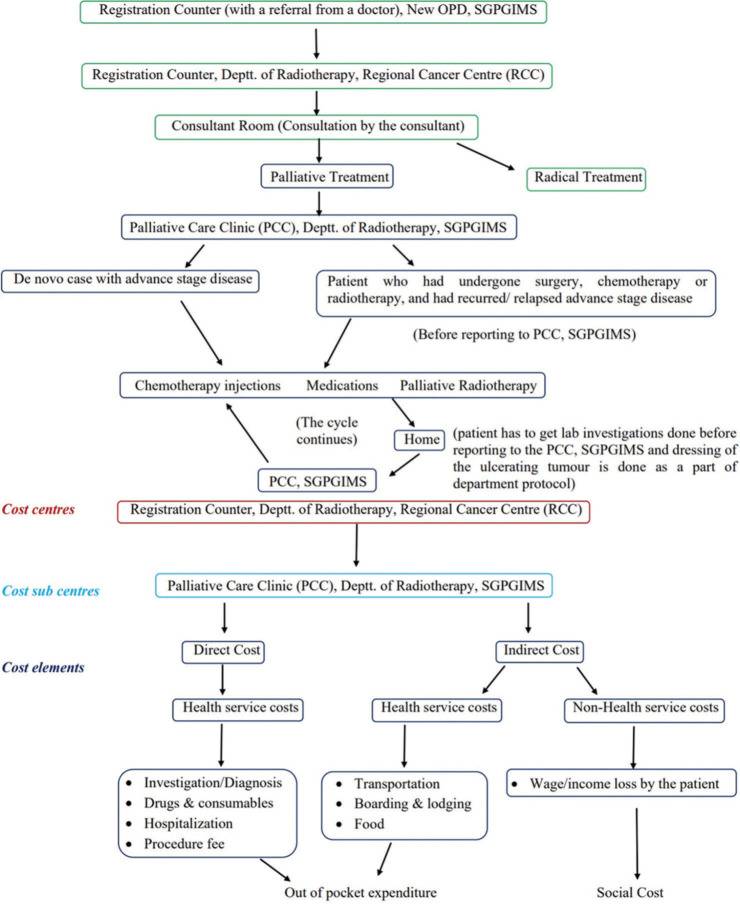 Registration Counter (with a referral from a doctor), New OPD, SGPGIMS
Registration Counter, Deptt. of Radiotherapy, Regional Cancer Centre (RCC)
Consultant Room (Consultation by the consultant)
Palliative Treatment
Radical Treatment
Palliative Care Clinic (PCC), Deptt. of Radiotherapy, SGPGIMS
De novo case with advance stage disease
Patient who had undergone surgery, chemotherapy or
radiotherapy, and had recurred/ relapsed advance stage disease
(Before reporting to PCC, SGPGIMS)
Chemotherapy injections Medications Palliative Radiotherapy
(The cycle
continues)
Home
(patient has to get lab investigations done before
reporting to the PCC, SGPGIMS and dressing of
the ulcerating tumour is done as a part of
department protocol)
PCC, SGPGIMS
Cost centres
Registration Counter, Deptt. of Radiotherapy, Regional Cancer Centre (RCC)
Cost sub centres
Palliative Care Clinic (PCC), Deptt. of Radiotherapy, SGPGIMS
Direct Cost
Indirect Cost
Cost elements
Health service costs
Health service costs
Non-Health service costs
• Investigation/Diagnosis
• Drugs & consumables
• Hospitalization
• Procedure fee
• Transportation
• Boarding & lodging
• Food
• Wage/income loss by the patient
Out of pocket expenditure
Social Cost